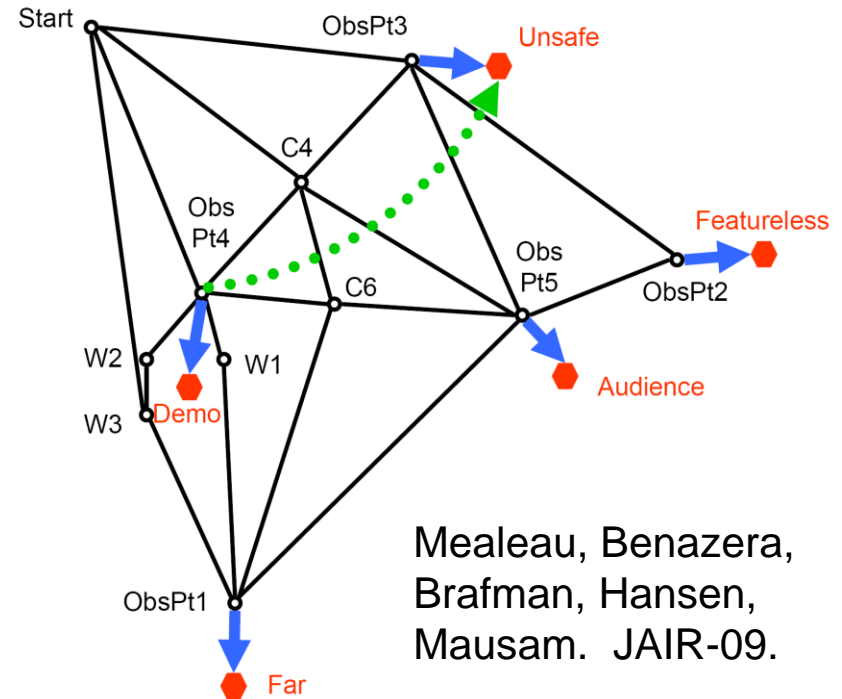 Start
ObsPt3
Unsafe
C4
Obs
Pt4
Featureless
Obs
Pt5
ObsPt2
C6
W2
W1
Demo
Audience
W3
Mealeau, Benazera,
Brafman, Hansen,
Mausam. JAIR-09.
ObsPt1
Far